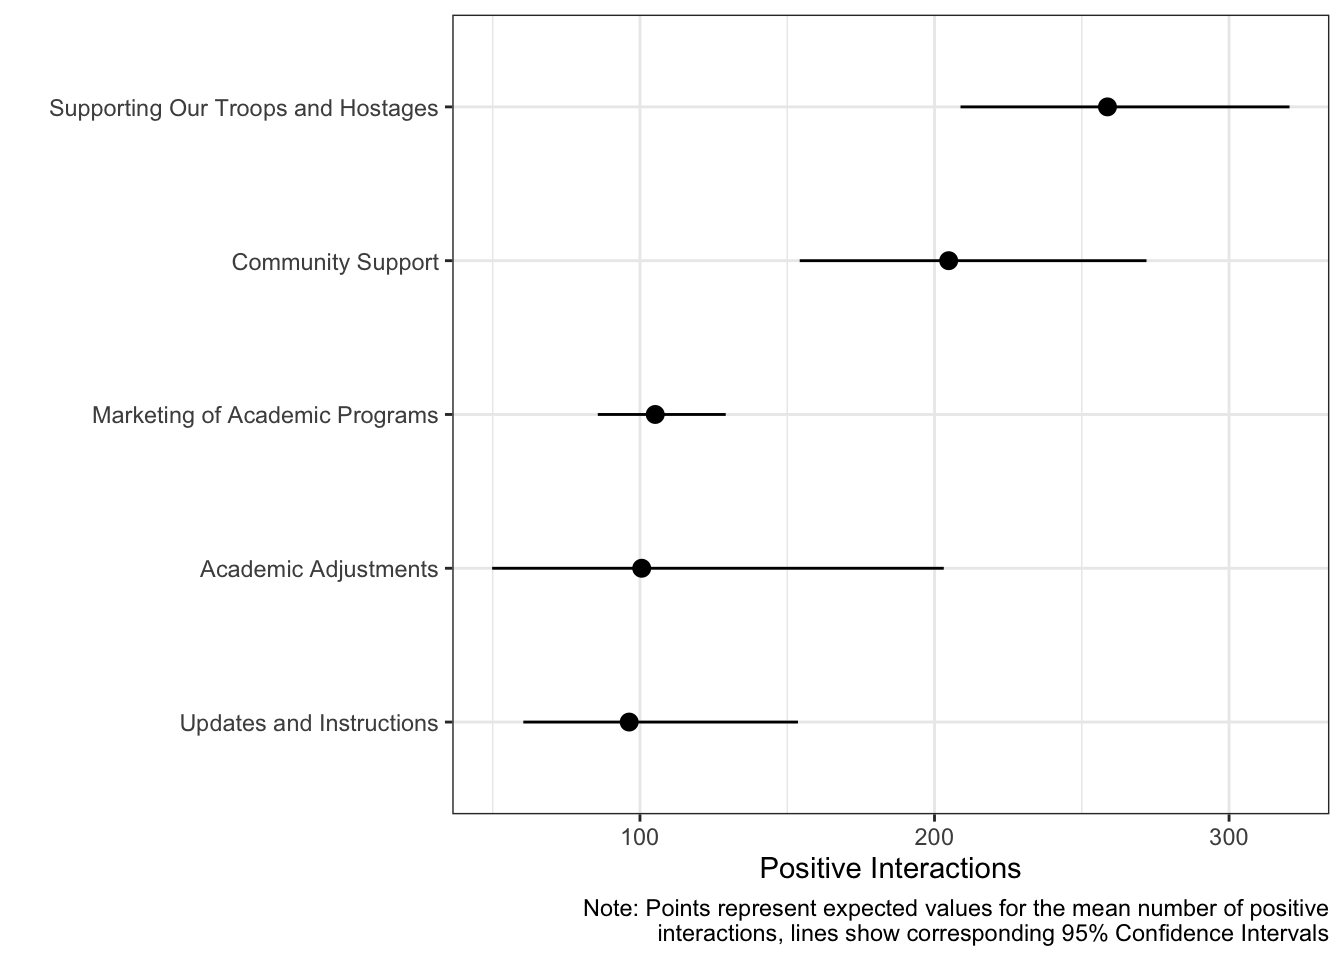 Supporting Our Troops and Hostages
Community Support
Marketing of Academic Programs
Academic Adjustments
Updates and Instructions
100
200
300
Positive Interactions
Note: Points represent expected values for the mean number of positive
interactions, lines show corresponding 95% Confidence Intervals